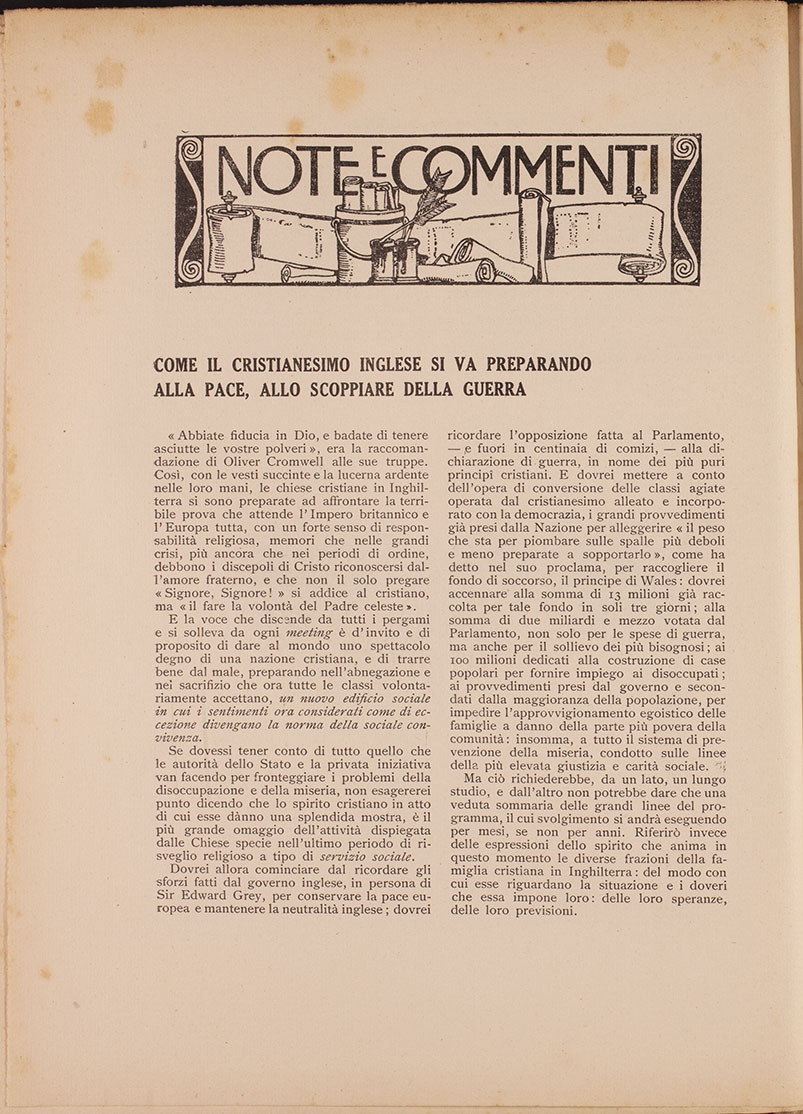 NOTE E COMMENTI
COME IL CRISTIANESIMO INGLESE SI VA PREPARANDO
ALLA PACE, ALLO SCOPPIARE DELLA GUERRA
« Abbiate fiducia in Dio, e badate di tenere
asciutte le vostre polveri », era la raccoman-
dazione di Oliver Cromwell alle sue truppe.
Così, con le vesti succinte e la lucerna ardente
nelle loro mani, le chiese cristiane in Inghil-
terra si sono preparate ad affrontare la terri-
bile prova che attende l'Impero britannico e
l'Europa tutta, con un forte senso di respon-
sabilità religiosa, memori che nelle grandi
crisi, più ancora che nei periodi di ordine,
debbono i discepoli di Cristo riconoscersi dal-
l'amore fraterno, e che non il solo pregare
« Signore, Signore! » si addice al cristiano,
ma « il fare la volontà del Padre celeste ».
E la voce che discende da tutti i pergami
e si solleva da ogni meeting è d'invito e di
proposito di dare al mondo uno spettacolo
degno di una nazione cristiana, e di trarre
bene dal male, preparando nell'abnegazione e
nei sacrifizio che ora tutte le classi volonta-
riamente accettano, un nuovo edificio sociale
in cui i sentimenti ora considerati come di ec-
cezione divengano la norma della sociale con-
vivenza.
Se dovessi tener conto di tutto quello che
le autorità dello Stato e la privata iniziativa
van facendo per fronteggiare i problemi della
disoccupazione e della miseria, non esagererei
punto dicendo che lo spirito cristiano in atto
di cui esse dànno una splendida mostra, è il
più grande omaggio dell'attività dispiegata
dalle Chiese specie nell'ultimo periodo di ri-
sveglio religioso a tipo di servizio sociale.
Dovrei allora cominciare dal ricordare gli
sforzi fatti dal governo inglese, in persona di
Sir Edward Grey, per conservare la pace eu-
ropea e mantenere la neutralità inglese ; dovrei
ricordare l'opposizione fatta al Parlamento,
— e fuori in centinaia di comizi, — alla di-
chiarazione di guerra, in nome dei più puri
principi cristiani. E dovrei mettere a conto
dell'opera di conversione delle classi agiate
operata dal cristianesimo alleato e incorpo-
rato con la democrazia, i grandi provvedimenti
già presi dalla Nazione per alleggerire « il peso
che sta per piombare sulle spalle più deboli
e meno preparate a sopportarlo », come ha
detto nel suo proclama, per raccogliere il
fondo di soccorso, il principe di Wales : dovrei
accennare alla somma di 13 milioni già rac-
colta per tale fondo in soli tre giorni ; alla
somma di due miliardi e mezzo votata dal
Parlamento, non solo per le spese di guerra,
ma anche per il sollievo dei più bisognosi ; ai
100 milioni dedicati alla costruzione di case
popolari per fornire impiego ai disoccupati ;
ai provvedimenti presi dal governo e secon-
dati dalla maggioranza della popolazione, per
impedire l'approvvigionamento egoistico delle
famiglie a danno della parte più povera della
comunità : insomma, a tutto il sistema di pre-
venzione della miseria, condotto sulle linee
della più elevata giustizia e carità sociale.
Ma ciò richiederebbe, da un lato, un lungo
studio, e dall'altro non potrebbe dare che una
veduta sommaria delle grandi linee del pro-
gramma, il cui svolgimento si andrà eseguendo
per mesi, se non per anni. Riferirò invece
delle espressioni dello spirito che anima in
questo momento le diverse frazioni della fa-
miglia cristiana in Inghilterra : del modo con
cui esse riguardano la situazione e i doveri
che essa impone loro : delle loro speranze,
delle loro previsioni.